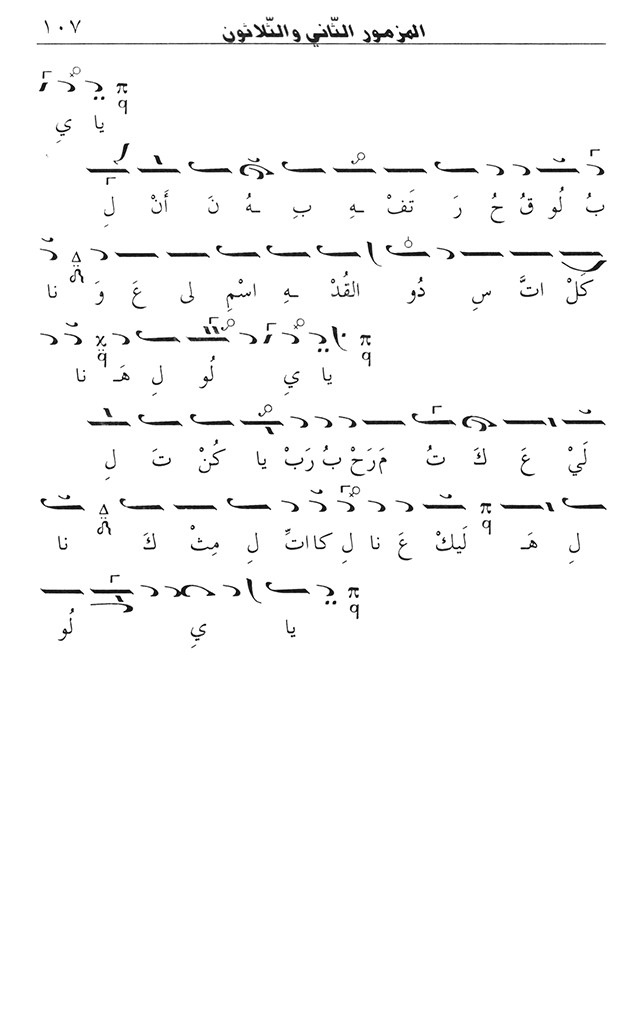 المزمور الثّاني والثّلاثون ١٠٧
يِ يا
لِ أَنْ نَ ـهُ بِ ـهِ تَفْ رَ حُ قُ لُو بُ
نا وَ عَ لى اسْمِ ـهِ القُدْ دُو سِ اتَّ كَلْ
نا هَـ لِ لُو يِ يا
لِ تَ كُنْ يا رَبْ بُ رَحْ مَ تُ كَ عَ لَيْ
نا كَ مِثْ لِ كااتِّ لِ نا عَ لَيكْ هَـ لِ
لُو يِ يا